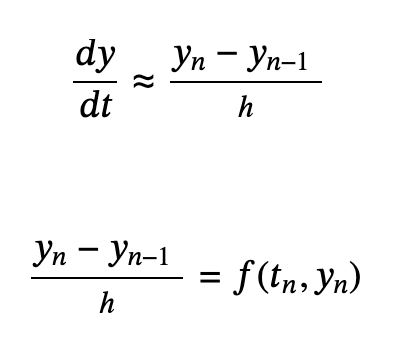 dy/dt ≈ (yₙ − yₙ₋₁)/h
(yₙ − yₙ₋₁)/h = f(tₙ, yₙ)